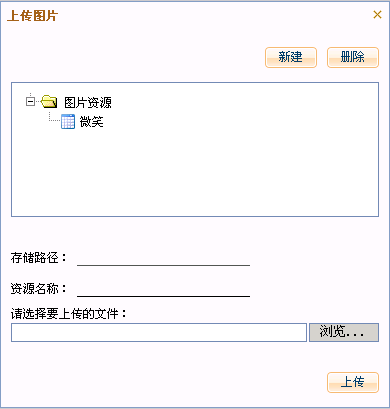 上传图片
新建 删除
图片资源
微笑
存储路径：
资源名称：
请选择要上传的文件：
浏览...
上传